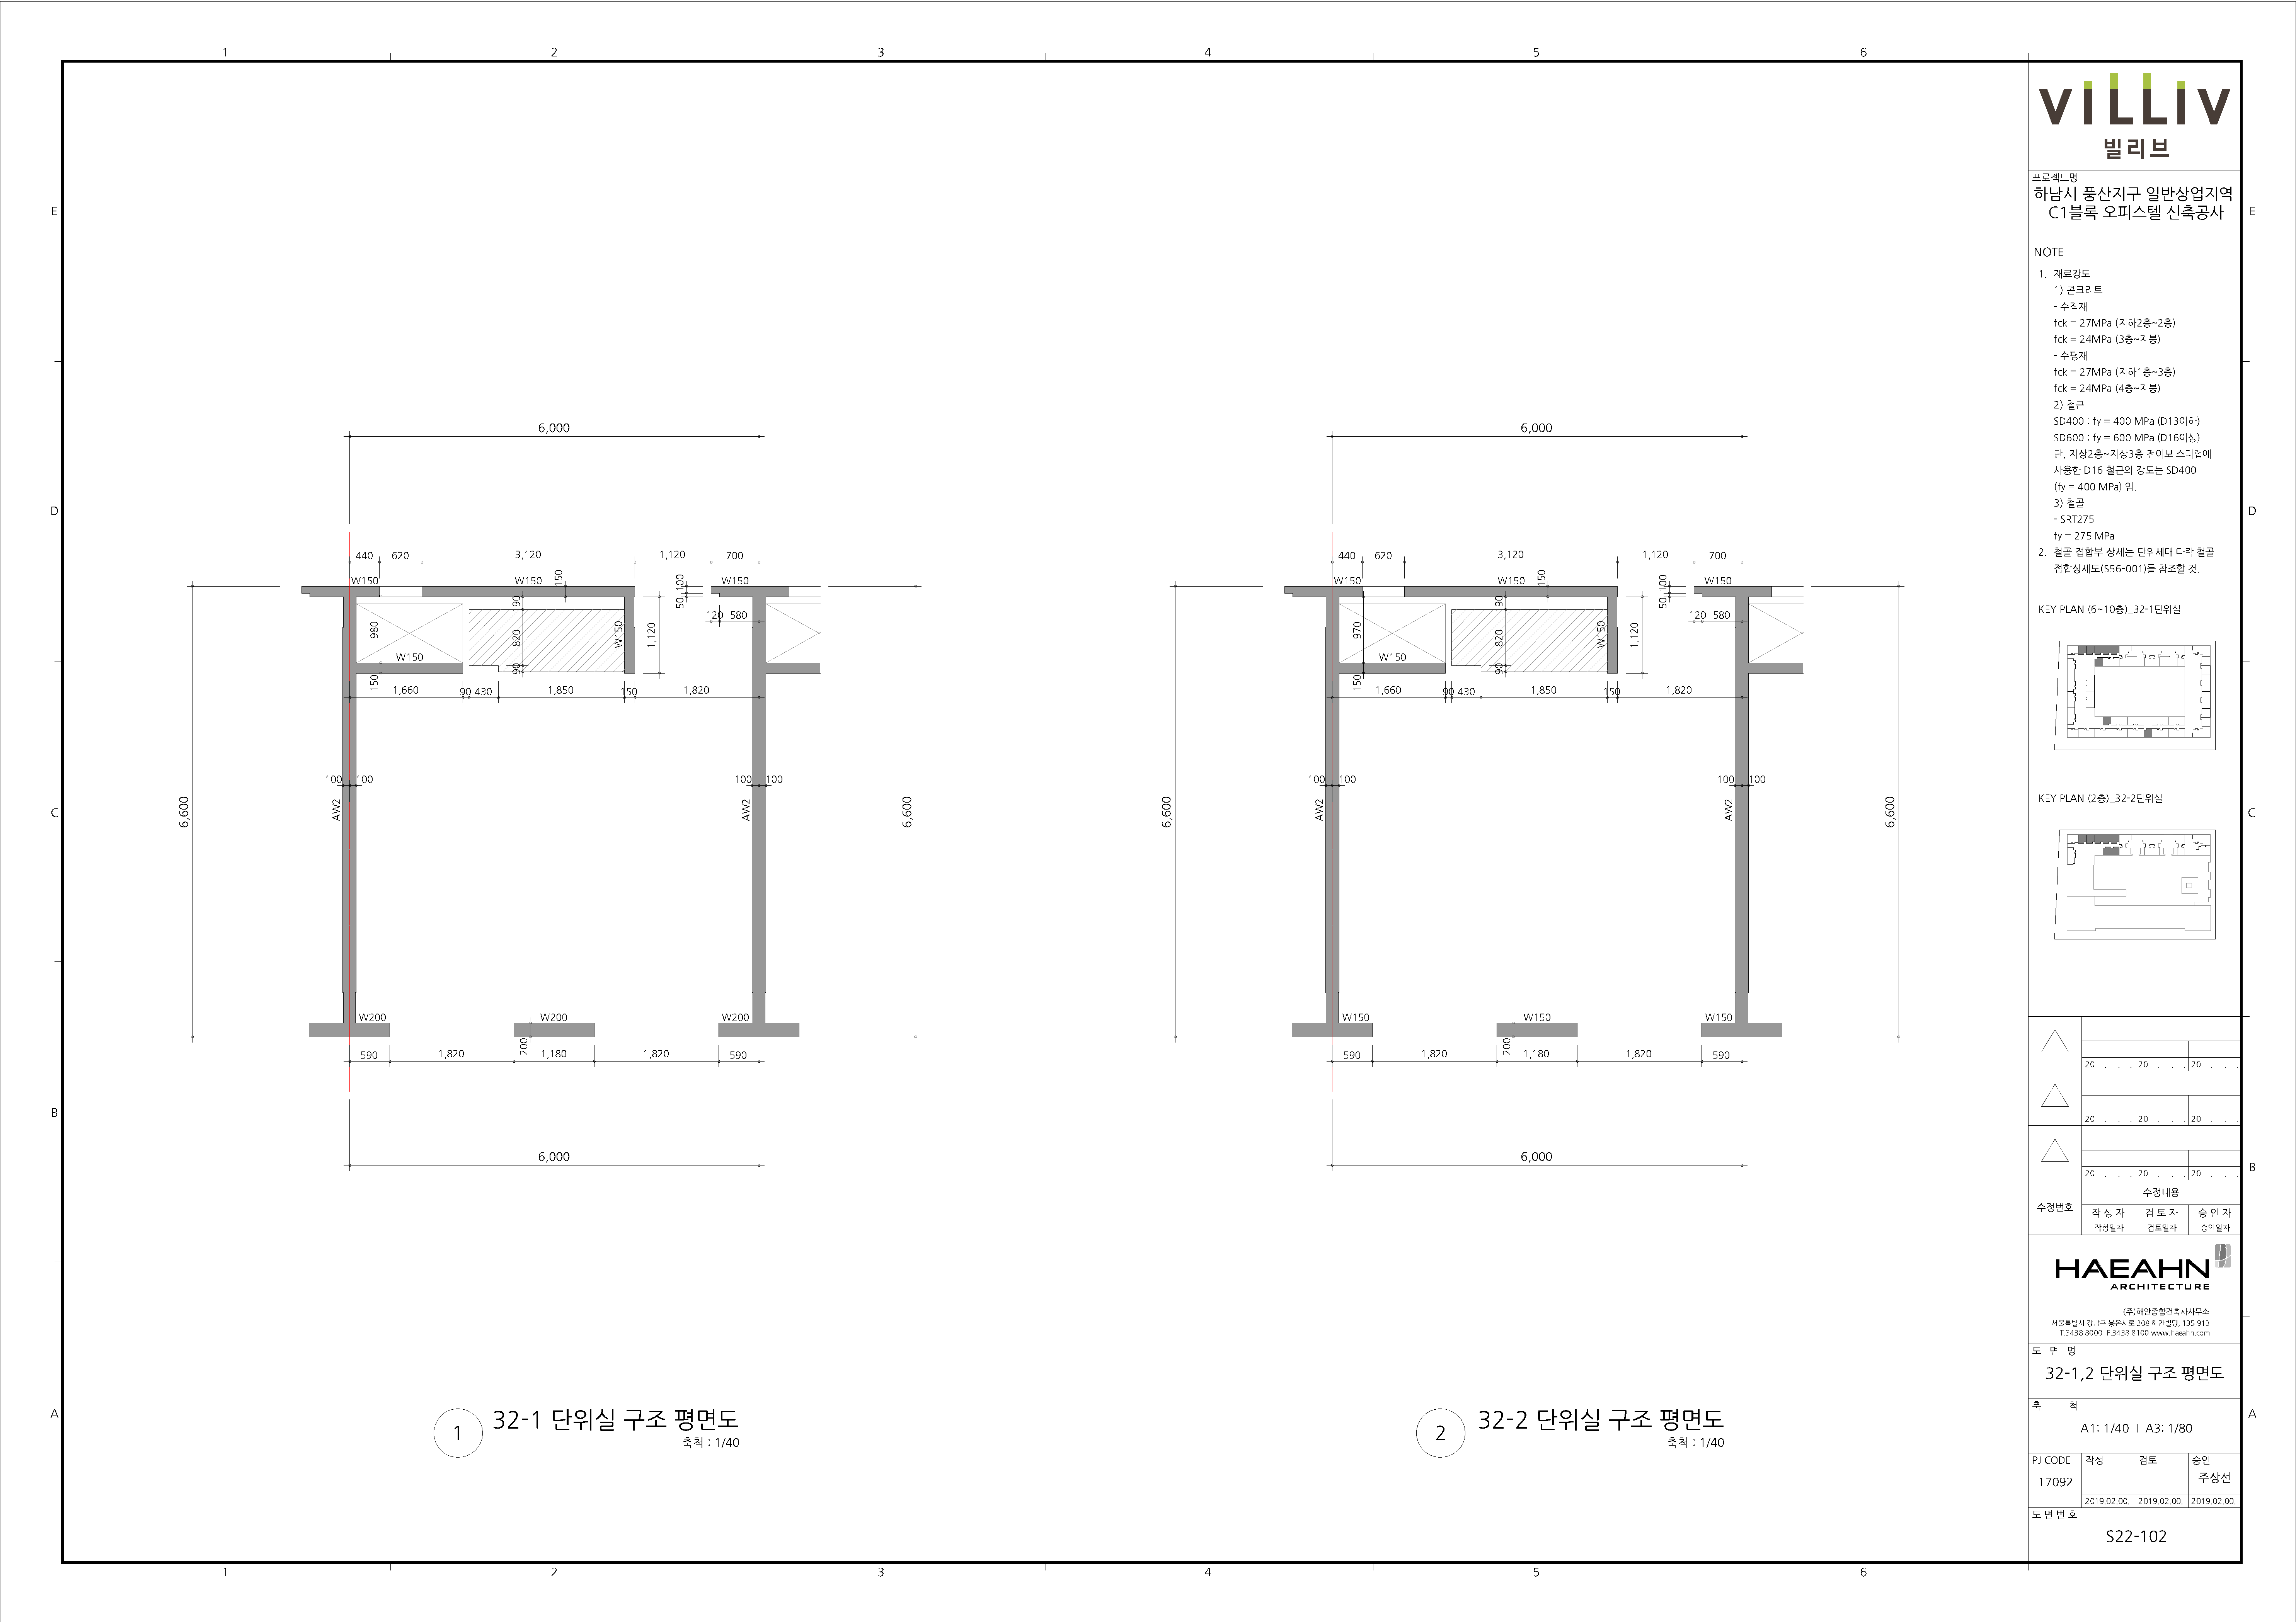 1 2 3 4 5 6
E
D
C
B
A
6,000
440 620 3,120 1,120 700
W150 W150 150 100 W150
50
90
120 580
980 820 W150 1,120
W150
90
150
1,660 90 430 1,850 150 1,820
100 100 100 100
AW2 AW2
6,600 6,600
W200 W200 W200
590 1,820 200 1,180 1,820 590
6,000
1 32-1 단위실 구조 평면도
축척 : 1/40
6,000
440 620 3,120 1,120 700
W150 W150 150 100 W150
50
90
120 580
970 820 W150 1,120
W150
90
150
1,660 90 430 1,850 150 1,820
100 100 100 100
AW2 AW2
6,600 6,600
W150 W150 W150
590 1,820 200 1,180 1,820 590
6,000
2 32-2 단위실 구조 평면도
축척 : 1/40
1 2 3 4 5 6
E
D
C
B
A
VILLIV
빌리브
프로젝트명
하남시 풍산지구 일반상업지역
C1블록 오피스텔 신축공사
NOTE
1. 재료강도
1) 콘크리트
- 수직재
fck = 27MPa (지하2층~2층)
fck = 24MPa (3층~지붕)
- 수평재
fck = 27MPa (지하1층~3층)
fck = 24MPa (4층~지붕)
2) 철근
SD400 : fy = 400 MPa (D13이하)
SD600 : fy = 600 MPa (D16이상)
단, 지상2층~지상3층 전이보 스터럽에
사용한 D16 철근의 강도는 SD400
(fy = 400 MPa) 임.
3) 철골
- SRT275
fy = 275 MPa
2. 철골 접합부 상세는 단위세대 다락 철골
접합상세도(S56-001)를 참조할 것.
KEY PLAN (6~10층)_32-1단위실
KEY PLAN (2층)_32-2단위실
20 . . . 20 . . . 20 . . .
20 . . . 20 . . . 20 . . .
20 . . . 20 . . . 20 . . .
수정번호
수정내용
작 성 자 검 토 자 승 인 자
작성일자 검토일자 승인일자
HAEAHN
ARCHITECTURE
(주)해안종합건축사사무소
서울특별시 강남구 봉은사로 208 해안빌딩, 135-913
T.3438 8000 F.3438 8100 www.haeahn.com
도 면 명
32-1,2 단위실 구조 평면도
축 척
A1: 1/40 I A3: 1/80
PJ CODE 작성 검토 승인
17092 주상선
2019.02.00. 2019.02.00. 2019.02.00.
도 면 번 호
S22-102